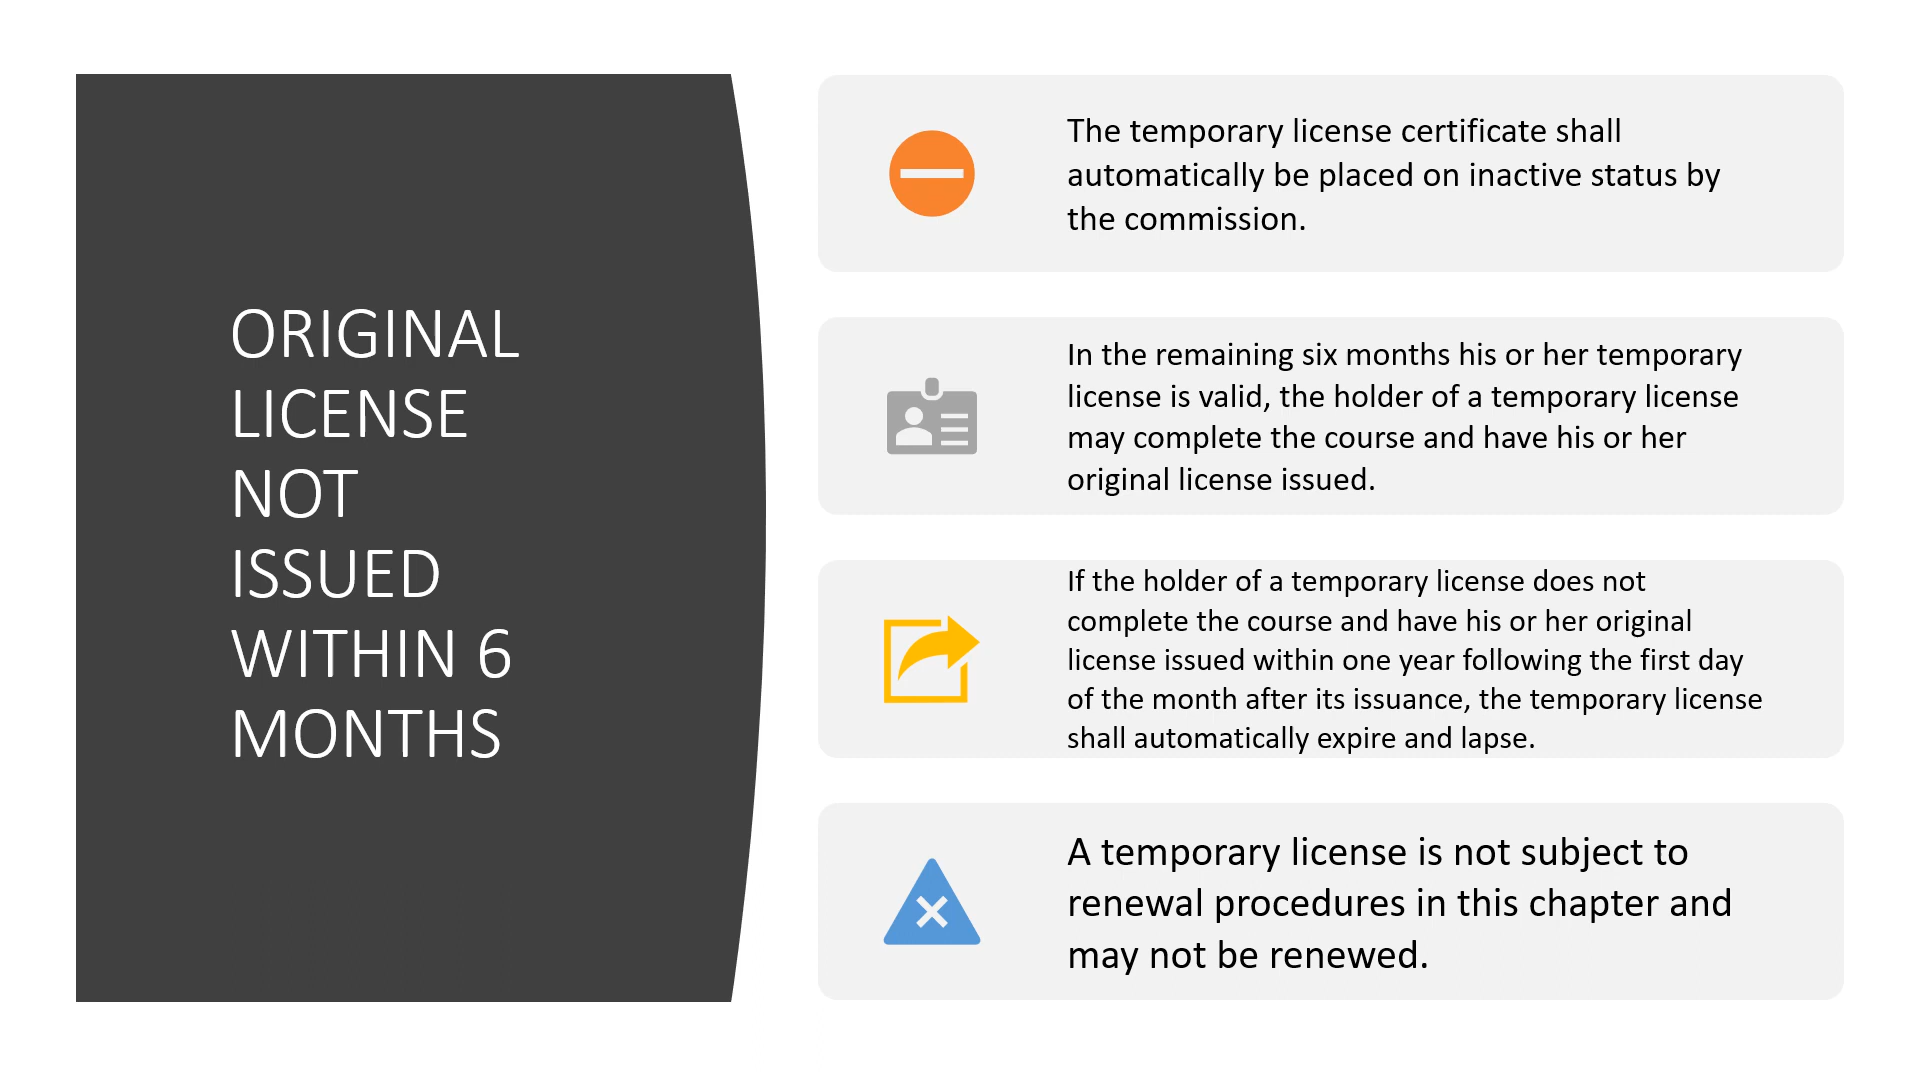 ORIGINAL
LICENSE
NOT
ISSUED
WITHIN 6
MONTHS
The temporary license certificate shall
automatically be placed on inactive status by
the commission.
In the remaining six months his or her temporary
license is valid, the holder of a temporary license
may complete the course and have his or her
original license issued.
If the holder of a temporary license does not
complete the course and have his or her original
license issued within one year following the first day
of the month after its issuance, the temporary license
shall automatically expire and lapse.
A temporary license is not subject to
renewal procedures in this chapter and
may not be renewed.